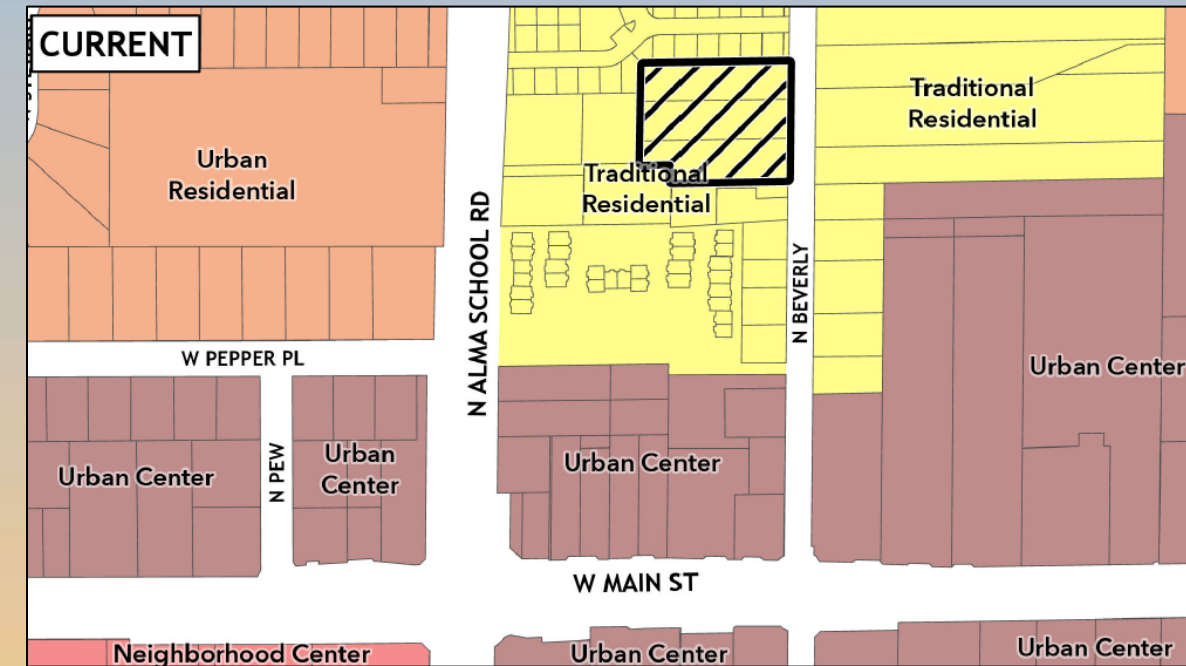 CURRENT
Traditional
Residential
Urban
Residential
Traditional
Residential
N ALMA SCHOOL RD
N BEVERLY
W PEPPER PL
Urban Center
N PEW
Urban
Center
Urban Center
Urban Center
W MAIN ST
Neighborhood Center
Urban Center
Urban Center